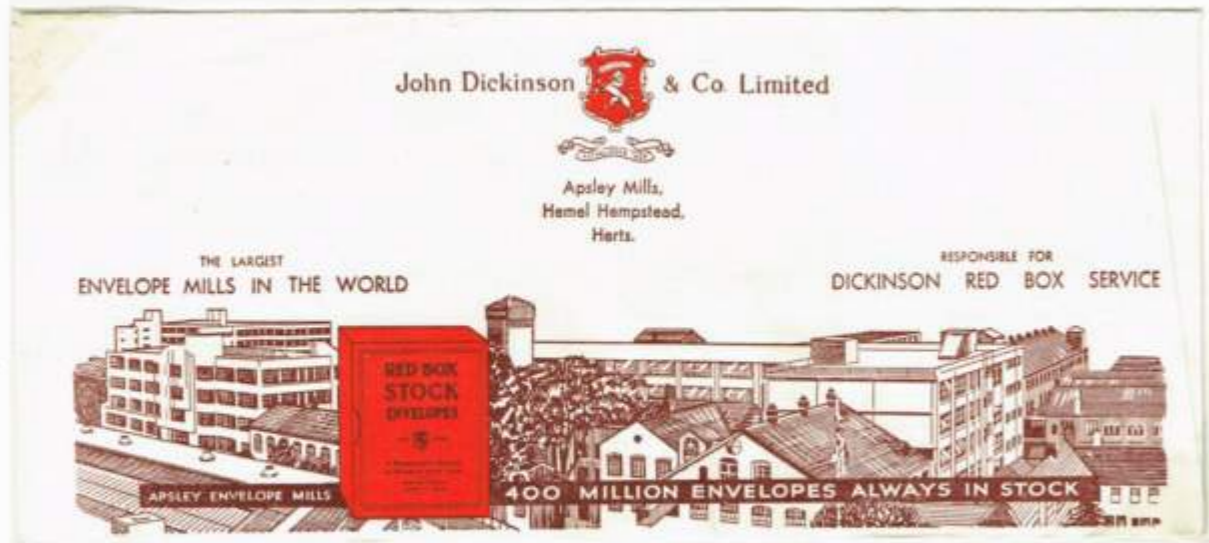 John Dickinson & Co. Limited
Apsley Mills,
Hemel Hempstead,
Herts.
THE LARGEST
ENVELOPE MILLS IN THE WORLD
RESPONSIBLE FOR
DICKINSON RED BOX SERVICE
RED BOX
STOCK
ENVELOPES
APSLEY ENVELOPE MILLS
400 MILLION ENVELOPES ALWAYS IN STOCK